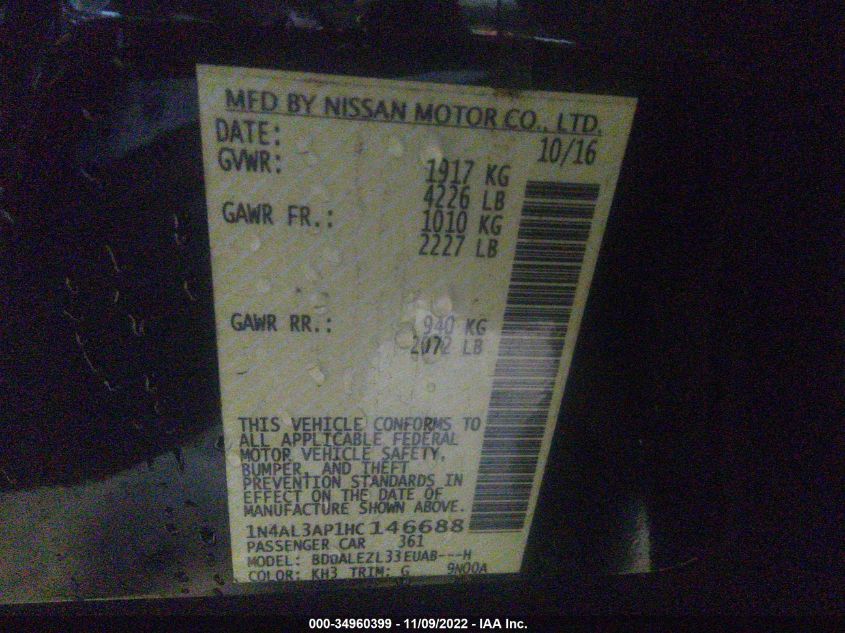 MFD BY NISSAN MOTOR CO., LTD.
DATE: 10/16
GVWR: 1917 KG
4226 LB
GAWR FR.: 1010 KG
2227 LB
GAWR RR.: 940 KG
2072 LB
THIS VEHICLE CONFORMS TO
ALL APPLICABLE FEDERAL
MOTOR VEHICLE SAFETY,
BUMPER, AND THEFT
PREVENTION STANDARDS IN
EFFECT ON THE DATE OF
MANUFACTURE SHOWN ABOVE.
1N4AL3AP1HC146688
PASSENGER CAR 361
MODEL: BDDALEZL33EUAB---H
COLOR: KH3 TRIM: G 9N00A
000-34960399 - 11/09/2022 - IAA Inc.